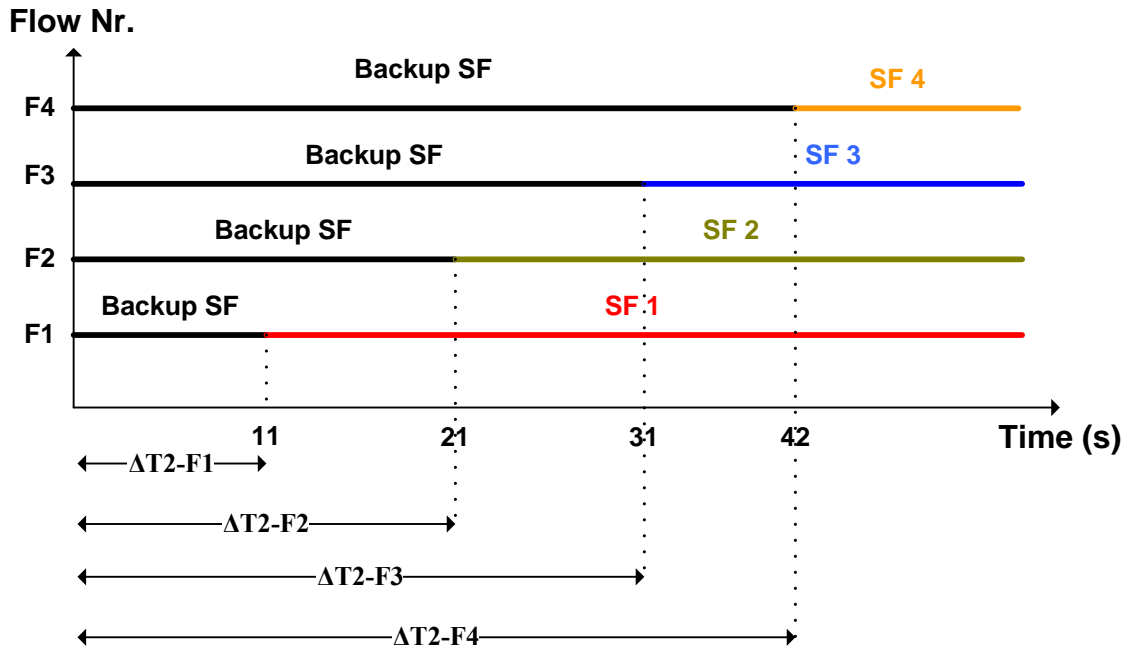 Flow Nr.
Backup SF
SF 4
F4
Backup SF
SF 3
F3
Backup SF
SF 2
F2
Backup SF
SF 1
F1
11
21
31
42
Time (s)
ΔT2-F1
ΔT2-F2
ΔT2-F3
ΔT2-F4